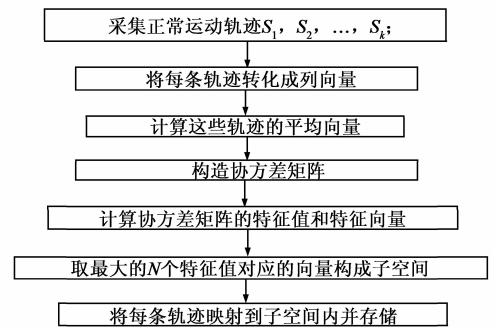 采集正常运动轨迹S₁，S₂，…，Sₖ；
将每条轨迹转化成列向量
计算这些轨迹的平均向量
构造协方差矩阵
计算协方差矩阵的特征值和特征向量
取最大的N个特征值对应的向量构成子空间
将每条轨迹映射到子空间内并存储